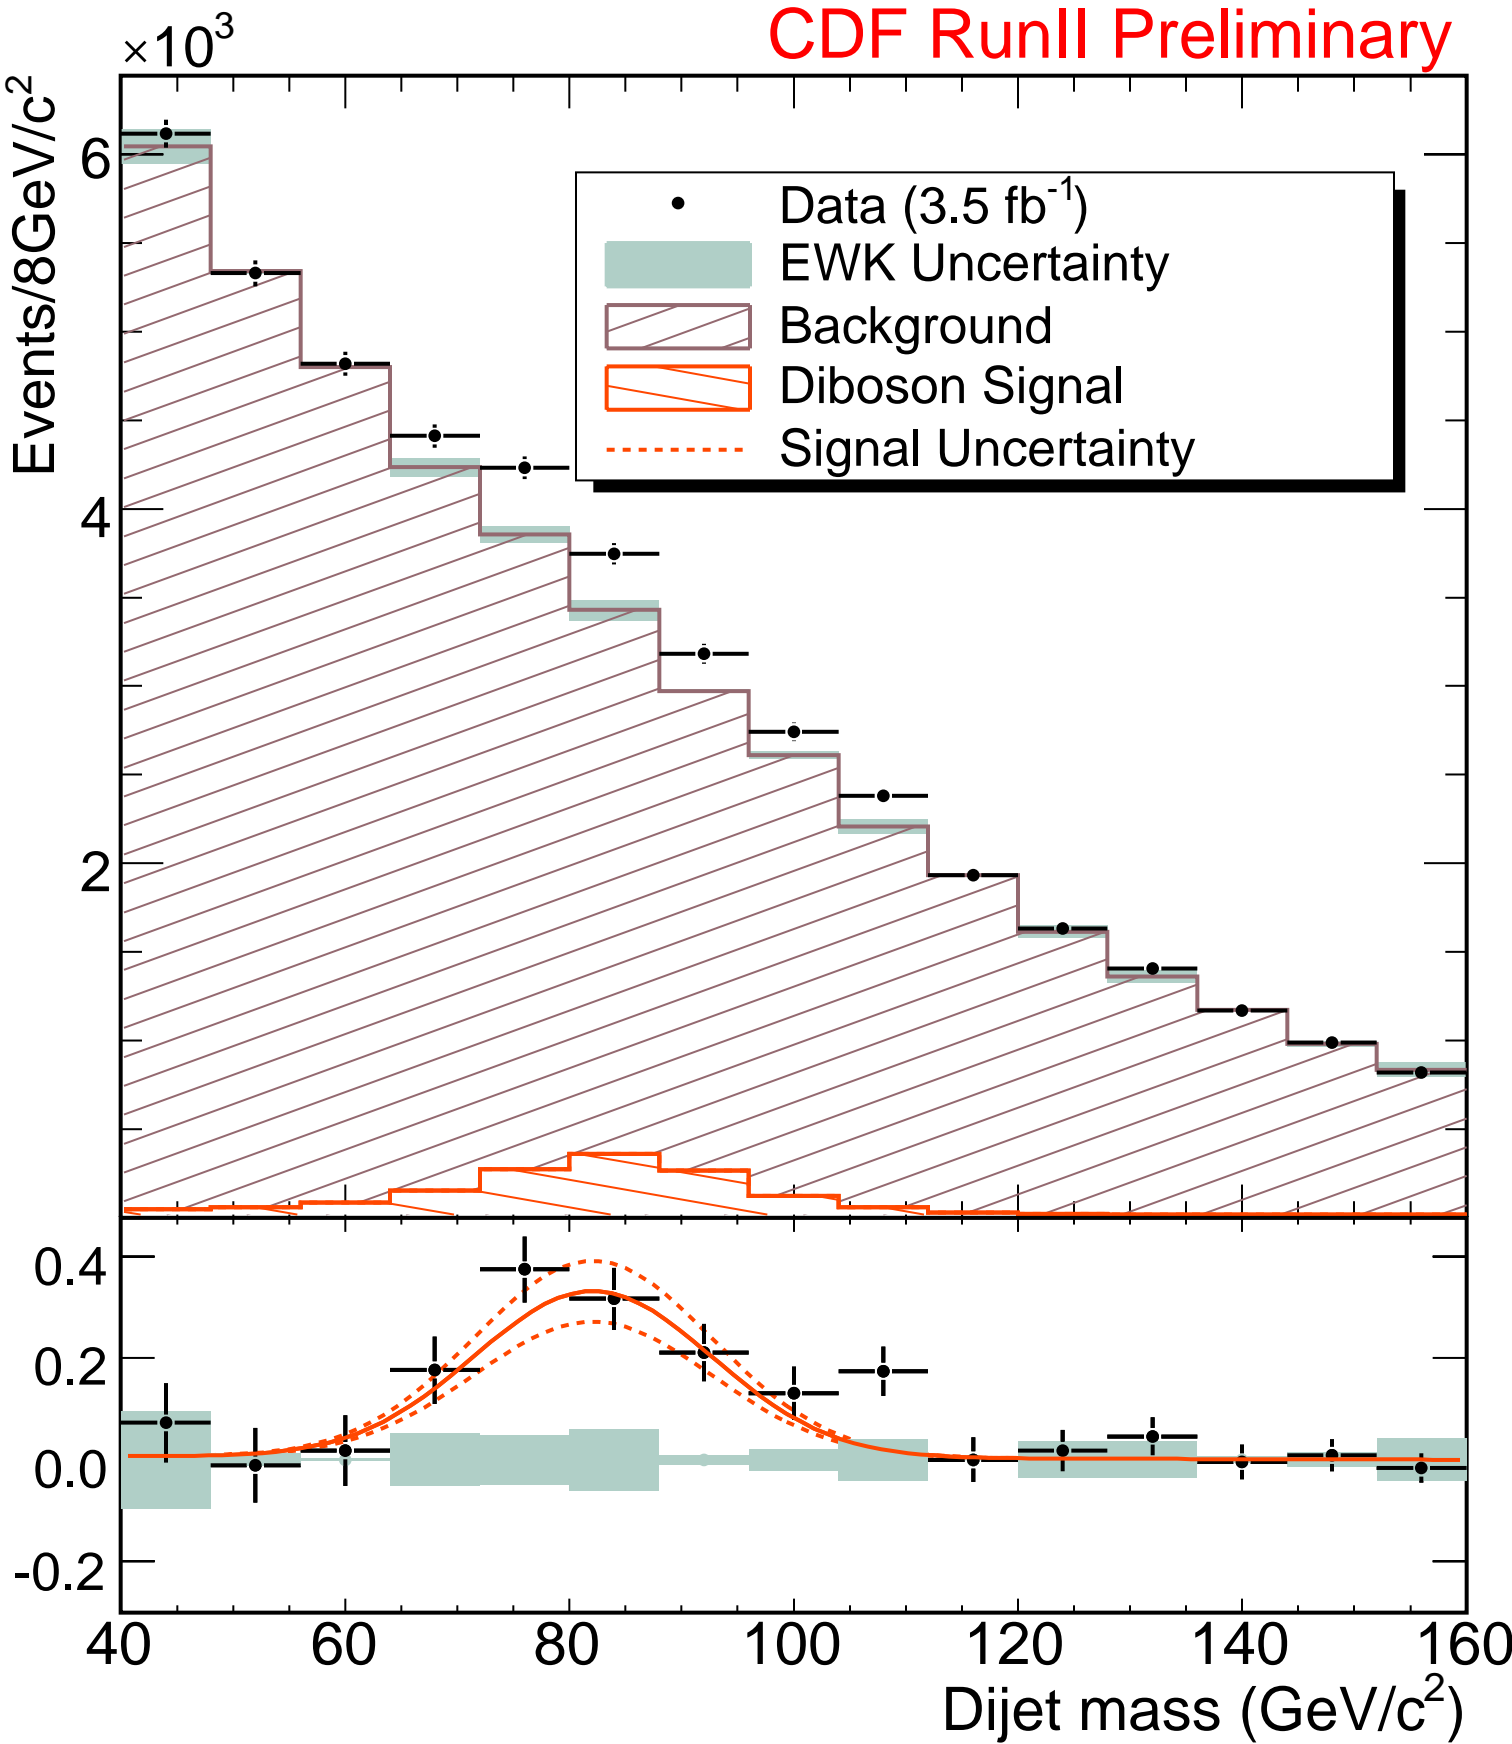 CDF RunII Preliminary
×10³
Events/8GeV/c²
6
4
2
Data (3.5 fb⁻¹)
EWK Uncertainty
Background
Diboson Signal
Signal Uncertainty
0.4
0.2
0.0
-0.2
40 60 80 100 120 140 160
Dijet mass (GeV/c²)